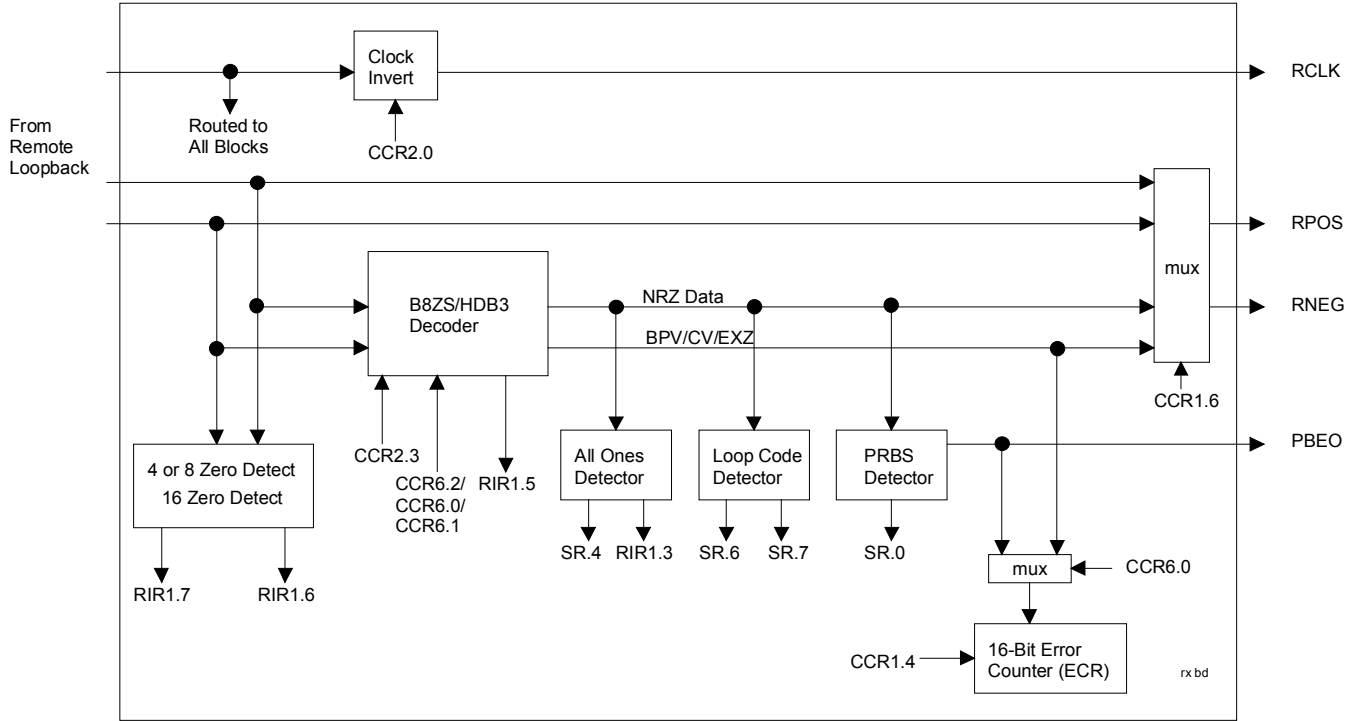 Clock
Invert
RCLK
From
Remote
Loopback
Routed to
All Blocks
CCR2.0
RPOS
mux
B8ZS/HDB3
Decoder
NRZ Data
RNEG
BPV/CV/EXZ
CCR1.6
4 or 8 Zero Detect
16 Zero Detect
CCR2.3
CCR6.2/
CCR6.0/
CCR6.1
RIR1.5
All Ones
Detector
Loop Code
Detector
PRBS
Detector
PBEO
SR.4
RIR1.3
SR.6
SR.7
SR.0
RIR1.7
RIR1.6
mux
CCR6.0
CCR1.4
16-Bit Error
Counter (ECR)
rx bd